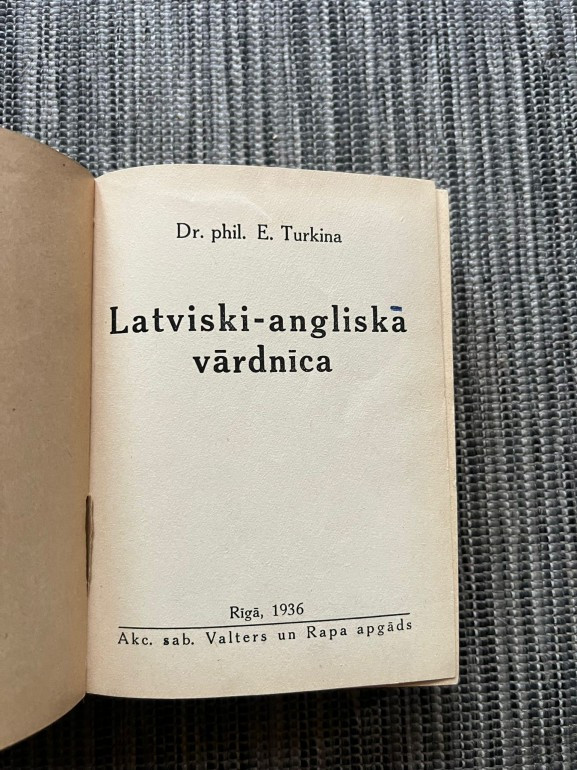 Dr. phil. E. Turkina
Latviski-angliskā
vārdnīca
Rīgā, 1936
Akc. sab. Valters un Rapa apgāds